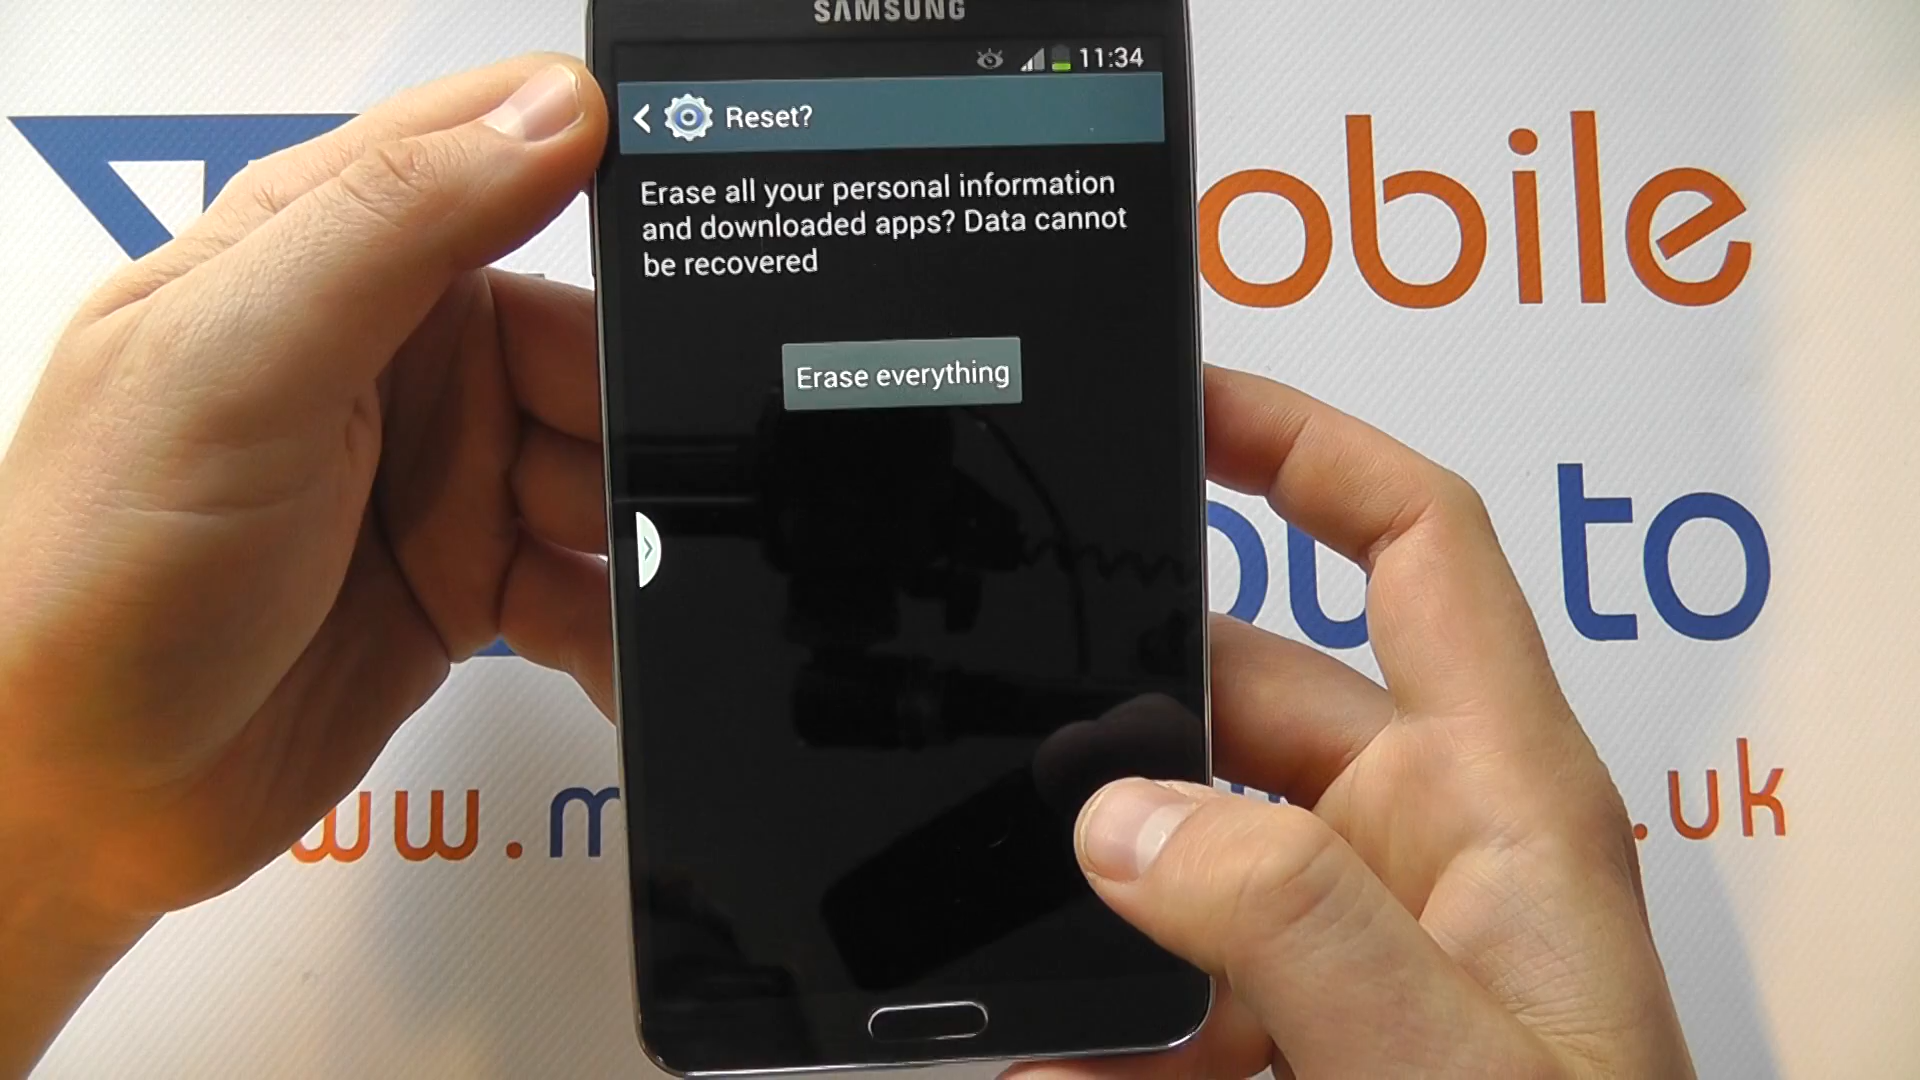 SAMSUNG
11:34
Reset?
Erase all your personal information
and downloaded apps? Data cannot
be recovered
Erase everything
obile
to
ww.m
.uk